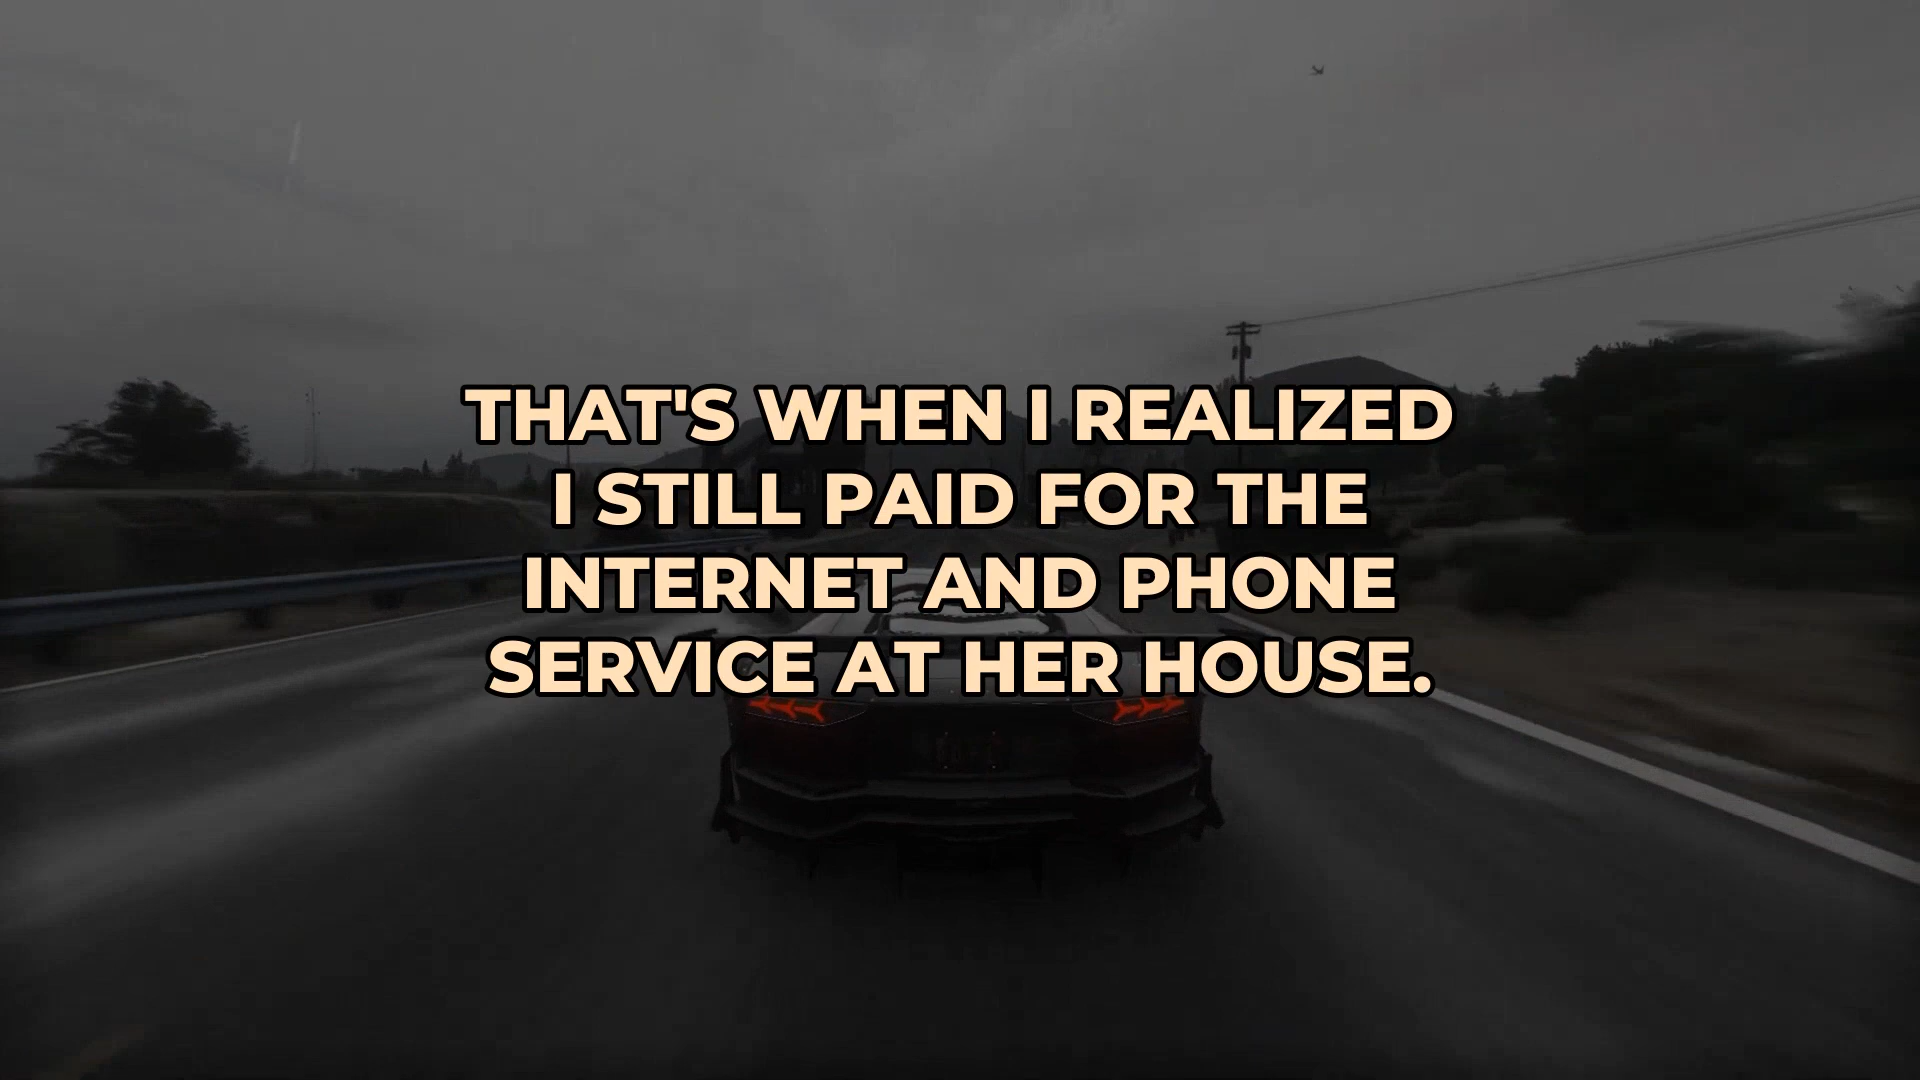 THAT'S WHEN I REALIZED
I STILL PAID FOR THE
INTERNET AND PHONE
SERVICE AT HER HOUSE.